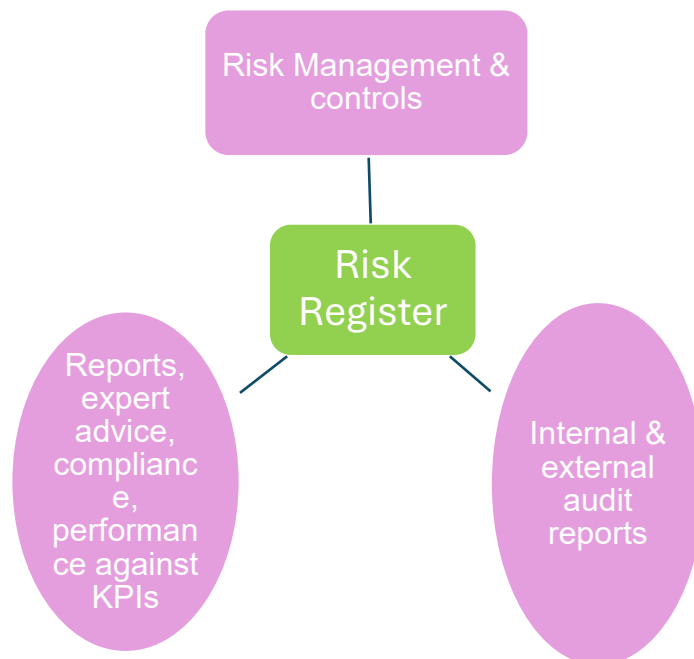 Risk Management &
controls
Risk
Register
Reports,
expert
advice,
complianc
e,
performan
ce against
KPIs
Internal &
external
audit
reports